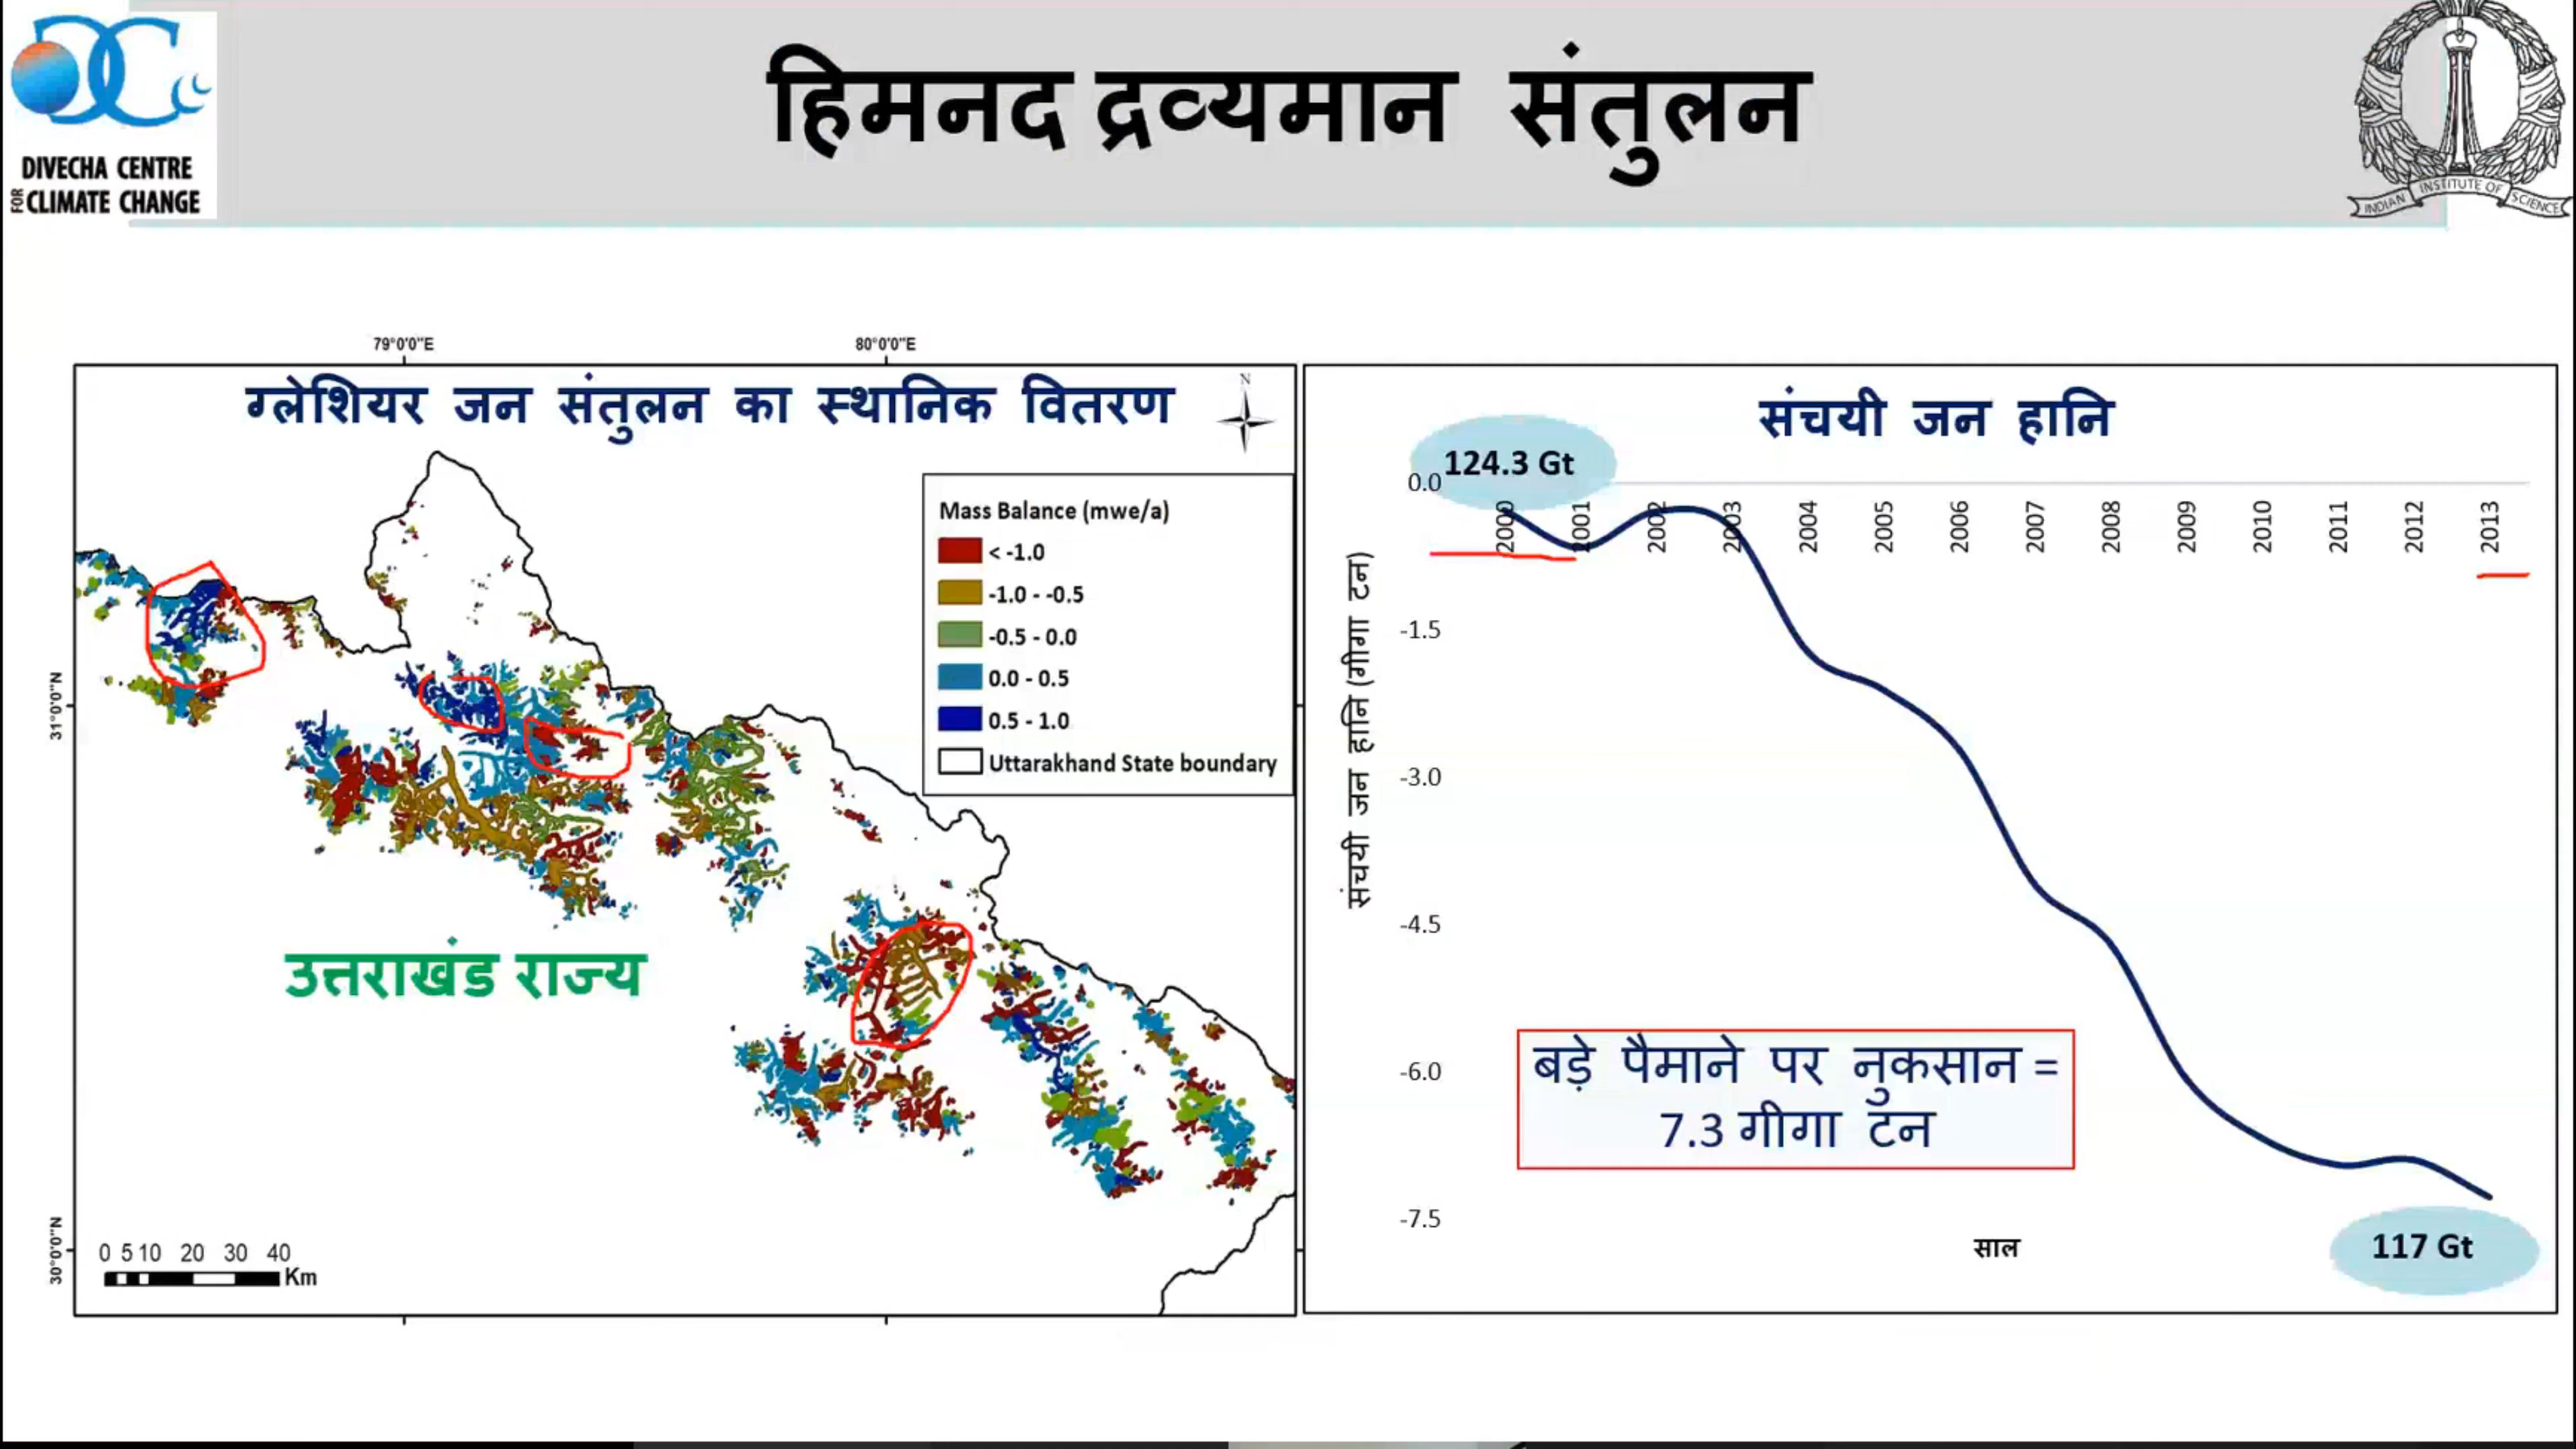 DIVECHA CENTRE
FOR CLIMATE CHANGE
हिमनद द्रव्यमान संतुलन
INDIAN INSTITUTE OF SCIENCE
79°0'0"E
80°0'0"E
ग्लेशियर जन संतुलन का स्थानिक वितरण
N
Mass Balance (mwe/a)
< -1.0
-1.0 - -0.5
-0.5 - 0.0
0.0 - 0.5
0.5 - 1.0
Uttarakhand State boundary
31°0'0"N
30°0'0"N
उत्तराखंड राज्य
0 5 10 20 30 40
Km
संचयी जन हानि
124.3 Gt
0.0
-1.5
-3.0
-4.5
-6.0
-7.5
2000 2001 2002 2003 2004 2005 2006 2007 2008 2009 2010 2011 2012 2013
संचयी जन हानि (गीगा टन)
बड़े पैमाने पर नुकसान =
7.3 गीगा टन
साल
117 Gt